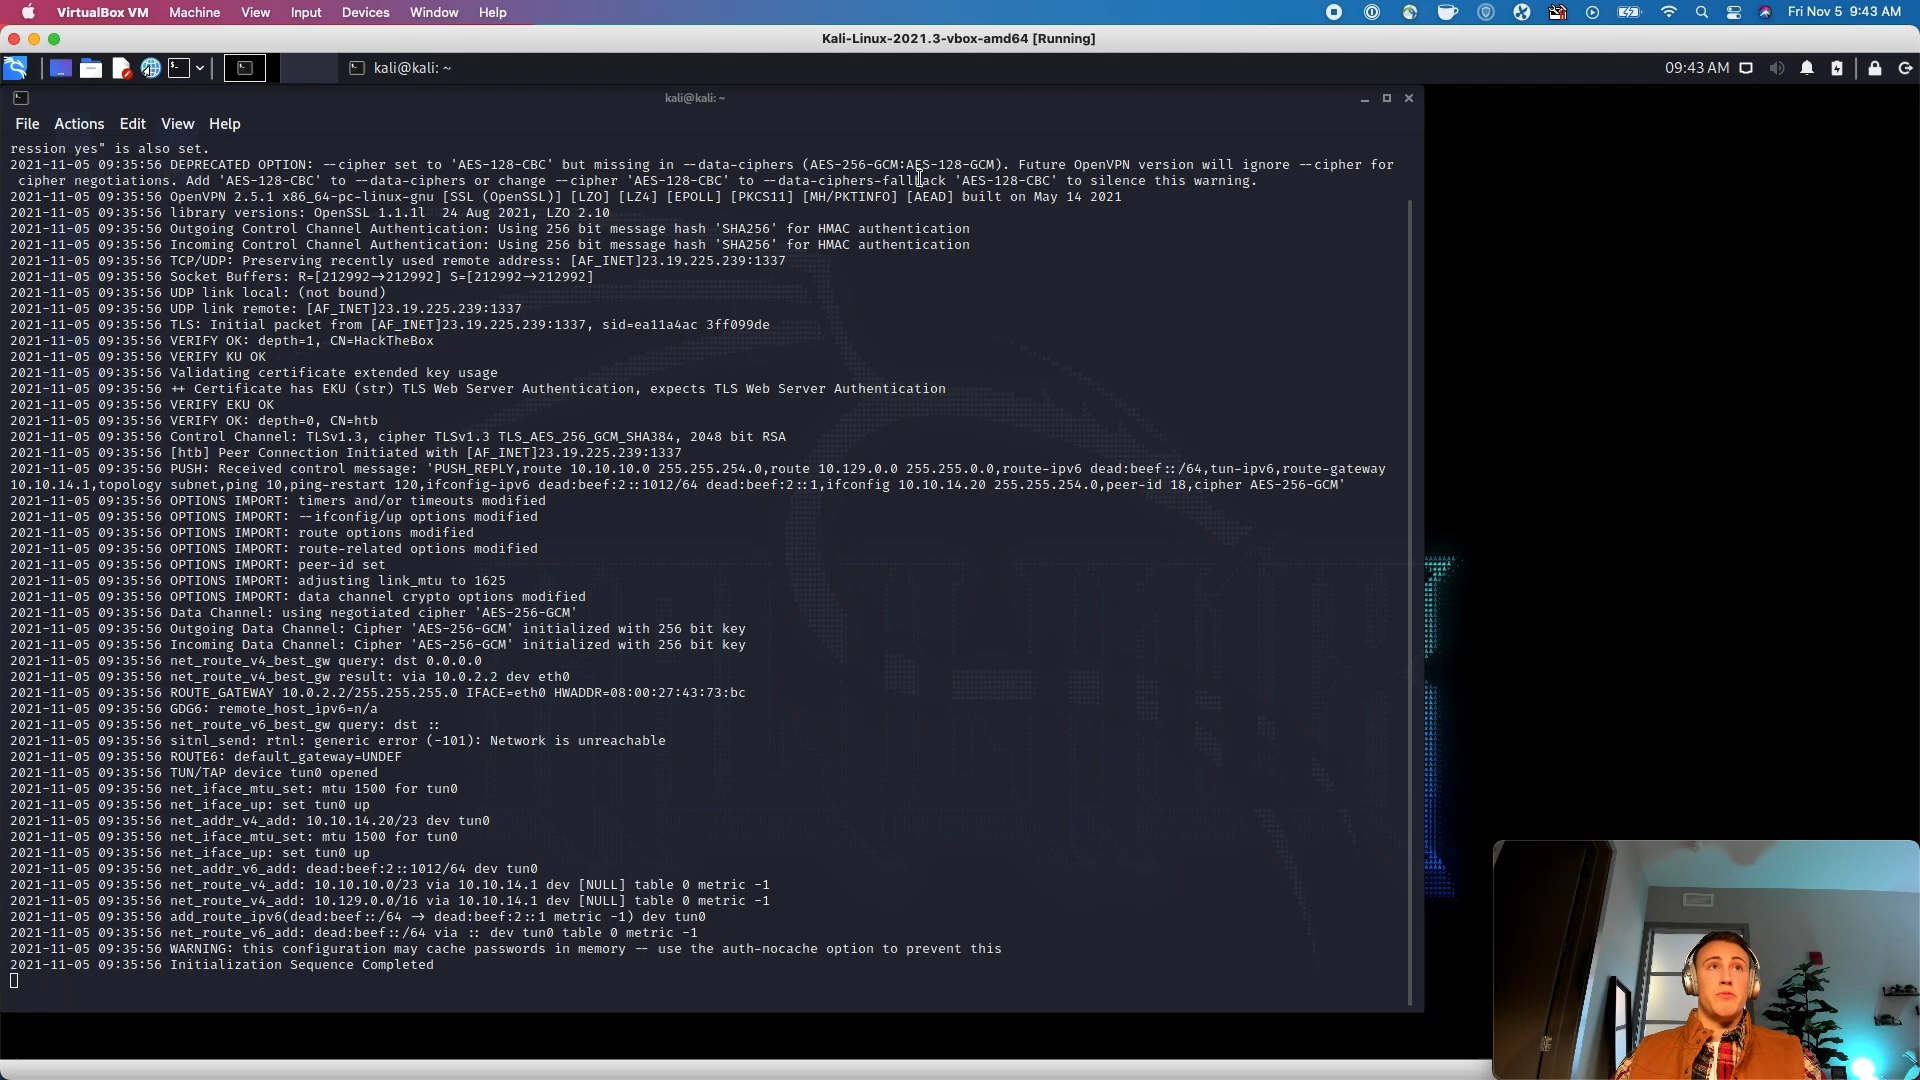 VirtualBox VM Machine View Input Devices Window Help Fri Nov 5 9:43 AM
Kali-Linux-2021.3-vbox-amd64 [Running]
kali@kali: ~ 09:43 AM
kali@kali: ~
File Actions Edit View Help
ression yes" is also set.
2021-11-05 09:35:56 DEPRECATED OPTION: --cipher set to 'AES-128-CBC' but missing in --data-ciphers (AES-256-GCM:AES-128-GCM). Future OpenVPN version will ignore --cipher for
cipher negotiations. Add 'AES-128-CBC' to --data-ciphers or change --cipher 'AES-128-CBC' to --data-ciphers-fallback 'AES-128-CBC' to silence this warning.
2021-11-05 09:35:56 OpenVPN 2.5.1 x86_64-pc-linux-gnu [SSL (OpenSSL)] [LZO] [LZ4] [EPOLL] [PKCS11] [MH/PKTINFO] [AEAD] built on May 14 2021
2021-11-05 09:35:56 library versions: OpenSSL 1.1.1l  24 Aug 2021, LZO 2.10
2021-11-05 09:35:56 Outgoing Control Channel Authentication: Using 256 bit message hash 'SHA256' for HMAC authentication
2021-11-05 09:35:56 Incoming Control Channel Authentication: Using 256 bit message hash 'SHA256' for HMAC authentication
2021-11-05 09:35:56 TCP/UDP: Preserving recently used remote address: [AF_INET]23.19.225.239:1337
2021-11-05 09:35:56 Socket Buffers: R=[212992→212992] S=[212992→212992]
2021-11-05 09:35:56 UDP link local: (not bound)
2021-11-05 09:35:56 UDP link remote: [AF_INET]23.19.225.239:1337
2021-11-05 09:35:56 TLS: Initial packet from [AF_INET]23.19.225.239:1337, sid=ea11a4ac 3ff099de
2021-11-05 09:35:56 VERIFY OK: depth=1, CN=HackTheBox
2021-11-05 09:35:56 VERIFY KU OK
2021-11-05 09:35:56 Validating certificate extended key usage
2021-11-05 09:35:56 ++ Certificate has EKU (str) TLS Web Server Authentication, expects TLS Web Server Authentication
2021-11-05 09:35:56 VERIFY EKU OK
2021-11-05 09:35:56 VERIFY OK: depth=0, CN=htb
2021-11-05 09:35:56 Control Channel: TLSv1.3, cipher TLSv1.3 TLS_AES_256_GCM_SHA384, 2048 bit RSA
2021-11-05 09:35:56 [htb] Peer Connection Initiated with [AF_INET]23.19.225.239:1337
2021-11-05 09:35:56 PUSH: Received control message: 'PUSH_REPLY,route 10.10.10.0 255.255.254.0,route 10.129.0.0 255.255.0.0,route-ipv6 dead:beef::/64,tun-ipv6,route-gateway
10.10.14.1,topology subnet,ping 10,ping-restart 120,ifconfig-ipv6 dead:beef:2::1012/64 dead:beef:2::1,ifconfig 10.10.14.20 255.255.254.0,peer-id 18,cipher AES-256-GCM'
2021-11-05 09:35:56 OPTIONS IMPORT: timers and/or timeouts modified
2021-11-05 09:35:56 OPTIONS IMPORT: --ifconfig/up options modified
2021-11-05 09:35:56 OPTIONS IMPORT: route options modified
2021-11-05 09:35:56 OPTIONS IMPORT: route-related options modified
2021-11-05 09:35:56 OPTIONS IMPORT: peer-id set
2021-11-05 09:35:56 OPTIONS IMPORT: adjusting link_mtu to 1625
2021-11-05 09:35:56 OPTIONS IMPORT: data channel crypto options modified
2021-11-05 09:35:56 Data Channel: using negotiated cipher 'AES-256-GCM'
2021-11-05 09:35:56 Outgoing Data Channel: Cipher 'AES-256-GCM' initialized with 256 bit key
2021-11-05 09:35:56 Incoming Data Channel: Cipher 'AES-256-GCM' initialized with 256 bit key
2021-11-05 09:35:56 net_route_v4_best_gw query: dst 0.0.0.0
2021-11-05 09:35:56 net_route_v4_best_gw result: via 10.0.2.2 dev eth0
2021-11-05 09:35:56 ROUTE_GATEWAY 10.0.2.2/255.255.255.0 IFACE=eth0 HWADDR=08:00:27:43:73:bc
2021-11-05 09:35:56 GDG6: remote_host_ipv6=n/a
2021-11-05 09:35:56 net_route_v6_best_gw query: dst ::
2021-11-05 09:35:56 sitnl_send: rtnl: generic error (-101): Network is unreachable
2021-11-05 09:35:56 ROUTE6: default_gateway=UNDEF
2021-11-05 09:35:56 TUN/TAP device tun0 opened
2021-11-05 09:35:56 net_iface_mtu_set: mtu 1500 for tun0
2021-11-05 09:35:56 net_iface_up: set tun0 up
2021-11-05 09:35:56 net_addr_v4_add: 10.10.14.20/23 dev tun0
2021-11-05 09:35:56 net_iface_mtu_set: mtu 1500 for tun0
2021-11-05 09:35:56 net_iface_up: set tun0 up
2021-11-05 09:35:56 net_addr_v6_add: dead:beef:2::1012/64 dev tun0
2021-11-05 09:35:56 net_route_v4_add: 10.10.10.0/23 via 10.10.14.1 dev [NULL] table 0 metric -1
2021-11-05 09:35:56 net_route_v4_add: 10.129.0.0/16 via 10.10.14.1 dev [NULL] table 0 metric -1
2021-11-05 09:35:56 add_route_ipv6(dead:beef::/64 → dead:beef:2::1 metric -1) dev tun0
2021-11-05 09:35:56 net_route_v6_add: dead:beef::/64 via :: dev tun0 table 0 metric -1
2021-11-05 09:35:56 WARNING: this configuration may cache passwords in memory -- use the auth-nocache option to prevent this
2021-11-05 09:35:56 Initialization Sequence Completed